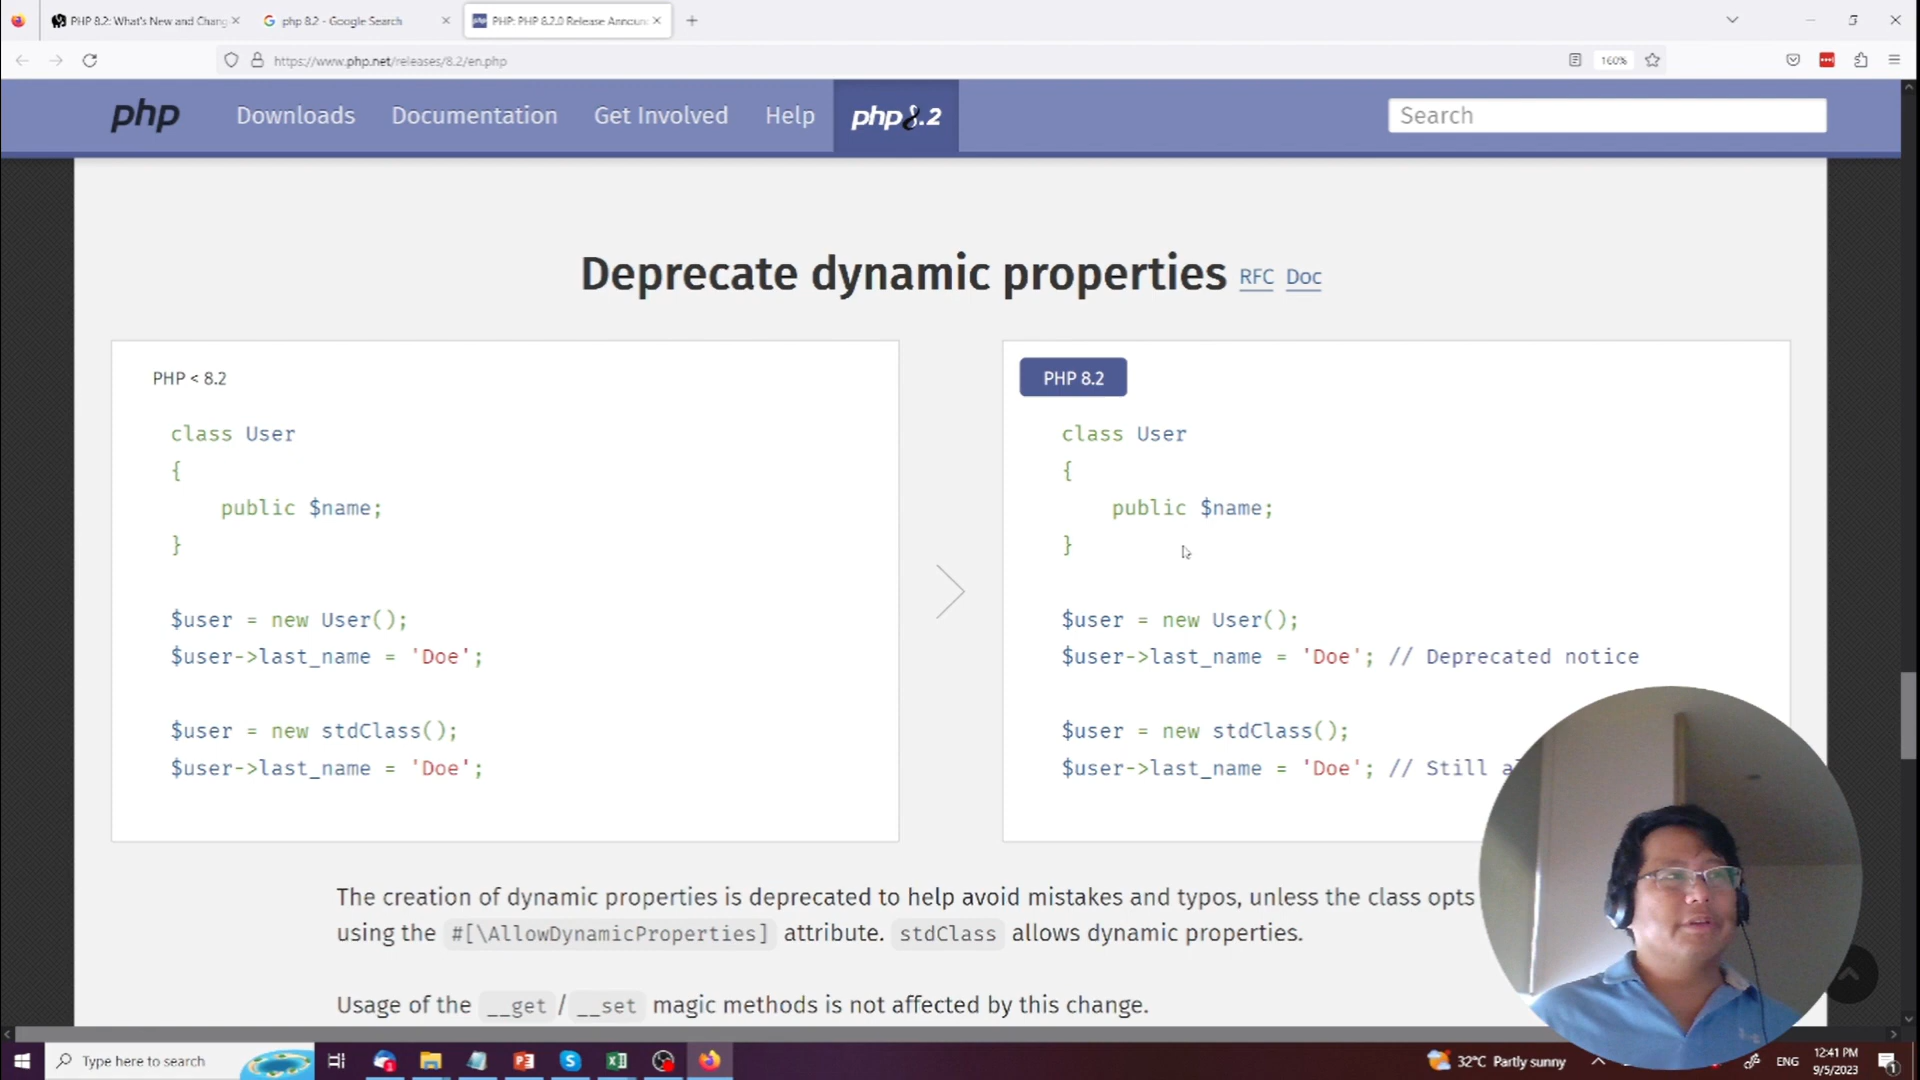 PHP 8.2: What's New and Chang
php 8.2 - Google Search
PHP: PHP 8.2.0 Release Announ
https://www.php.net/releases/8.2/en.php
160%
php
Downloads
Documentation
Get Involved
Help
php8.2
Search
Deprecate dynamic properties RFC Doc
PHP < 8.2
class User
{
public $name;
}
$user = new User();
$user->last_name = 'Doe';
$user = new stdClass();
$user->last_name = 'Doe';
PHP 8.2
class User
{
public $name;
}
$user = new User();
$user->last_name = 'Doe'; // Deprecated notice
$user = new stdClass();
$user->last_name = 'Doe'; // Still
The creation of dynamic properties is deprecated to help avoid mistakes and typos, unless the class opts
using the #[\AllowDynamicProperties] attribute. stdClass allows dynamic properties.
Usage of the __get / __set magic methods is not affected by this change.
Type here to search
32°C Partly sunny
ENG
12:41 PM
9/5/2023